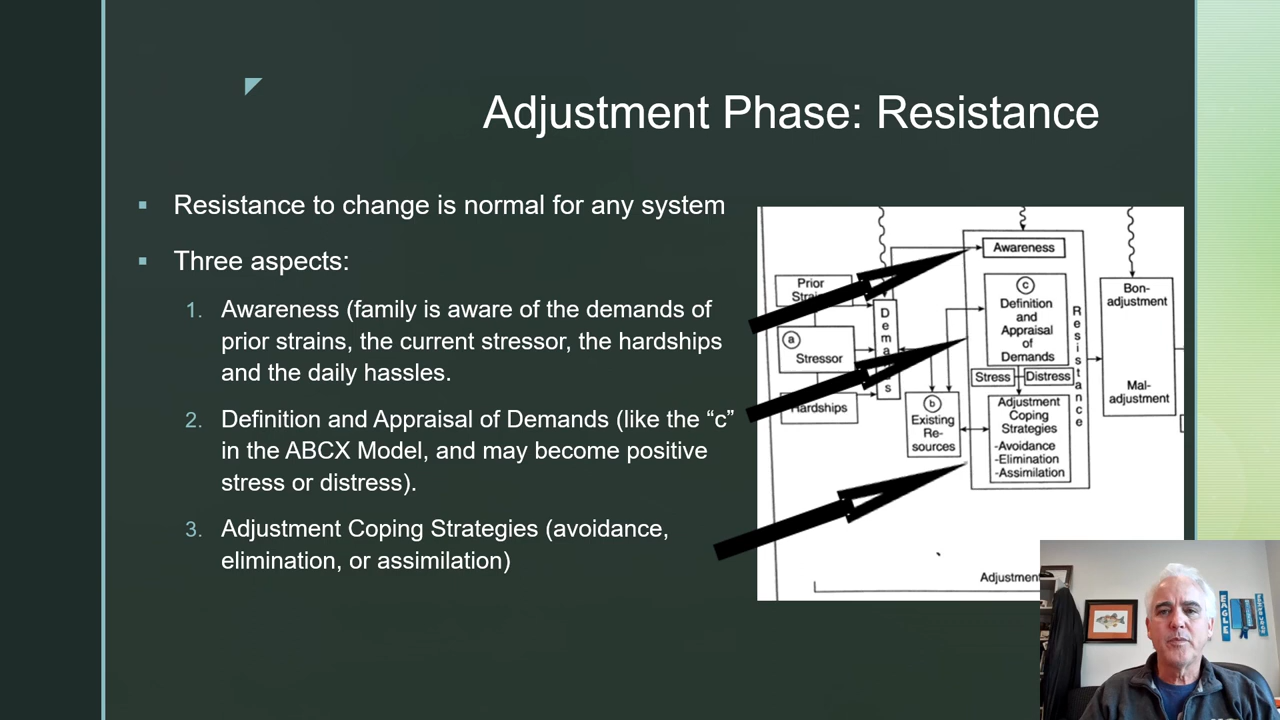 Adjustment Phase: Resistance
Resistance to change is normal for any system
Three aspects:
1. Awareness (family is aware of the demands of
prior strains, the current stressor, the hardships
and the daily hassles.
2. Definition and Appraisal of Demands (like the “c”
in the ABCX Model, and may become positive
stress or distress).
3. Adjustment Coping Strategies (avoidance,
elimination, or assimilation)
Prior
a
Stressor
Hardships
b
Existing
Re-
sources
Awareness
c
Definition
and
Appraisal
of
Demands
Stress
Distress
Adjustment
Coping
Strategies
-Avoidance
-Elimination
-Assimilation
Resistance
Bon-
adjustment
Mal-
adjustment
EAGLE